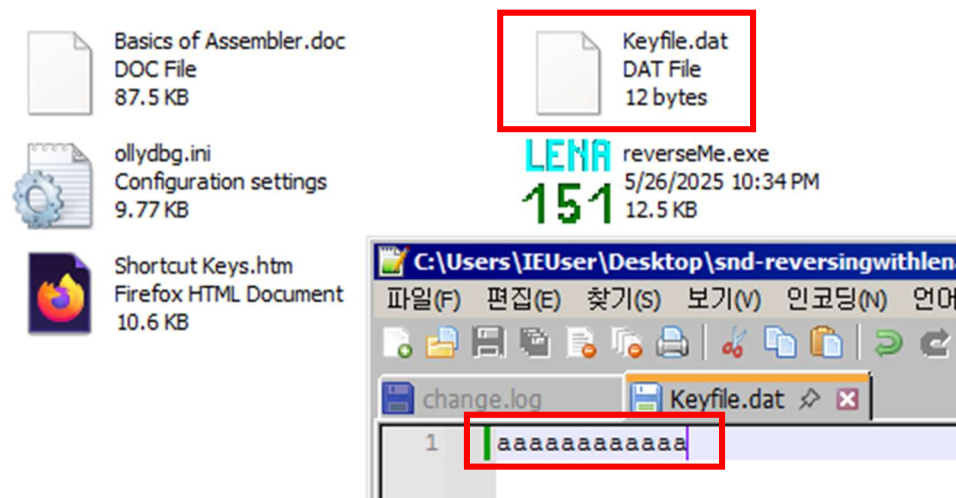 Basics of Assembler.doc
DOC File
87.5 KB
Keyfile.dat
DAT File
12 bytes
ollydbg.ini
Configuration settings
9.77 KB
LENA
151
reverseMe.exe
5/26/2025 10:34 PM
12.5 KB
Shortcut Keys.htm
Firefox HTML Document
10.6 KB
C:\Users\IEUser\Desktop\snd-reversingwithlena
파일(F) 편집(E) 찾기(S) 보기(V) 인코딩(N) 언어
change.log Keyfile.dat
1 aaaaaaaaaaaa